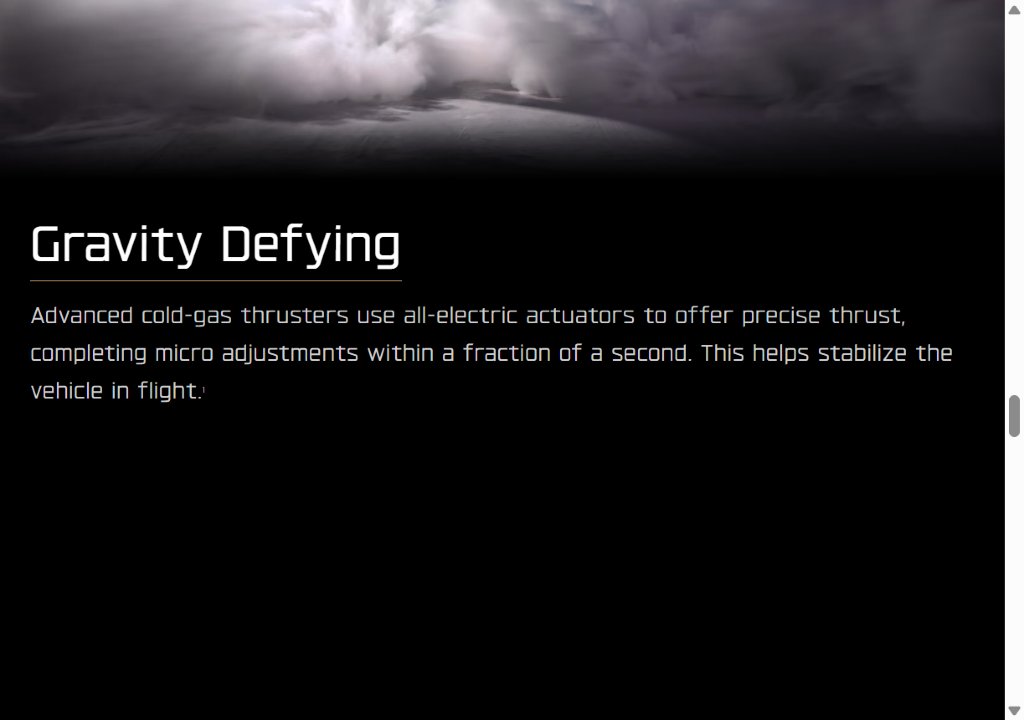 Gravity Defying
Advanced cold-gas thrusters use all-electric actuators to offer precise thrust,
completing micro adjustments within a fraction of a second. This helps stabilize the
vehicle in flight.¹